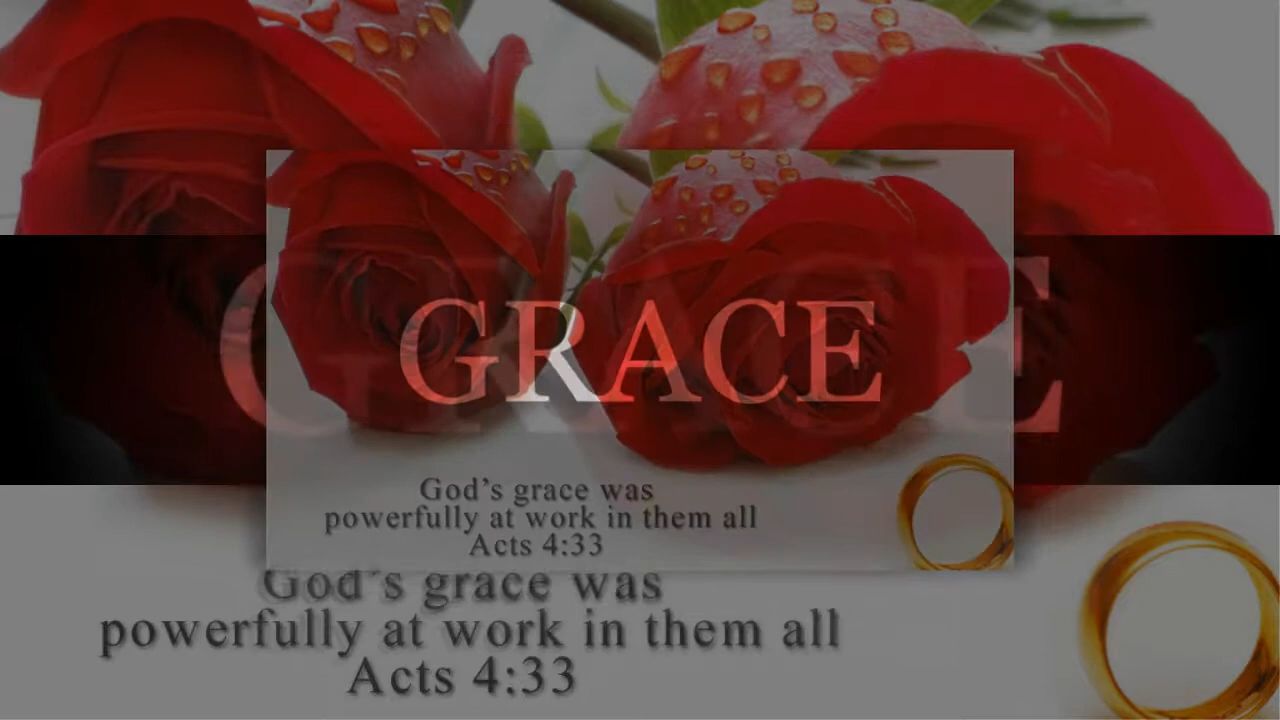 GRACE
GRACE
God's grace was
powerfully at work in them all
Acts 4:33
God's grace was
powerfully at work in them all
Acts 4:33